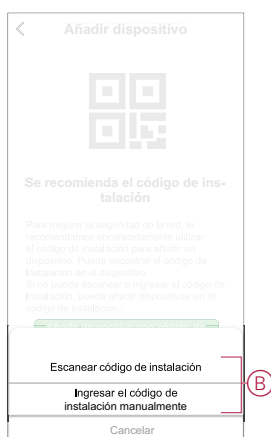 Añadir dispositivo
Se recomienda el código de ins-
talación
Para mejorar la seguridad de la red, le
recomendamos encarecidamente utilizar
el código de instalación para añadir un
dispositivo. Puede encontrar el código de
instalación en el dispositivo.
Si no puede escanear o ingresar el código de
instalación, puede añadir dispositivos sin el
código de instalación.
Escanear código de instalación
Ingresar el código de
instalación manualmente
B
Cancelar